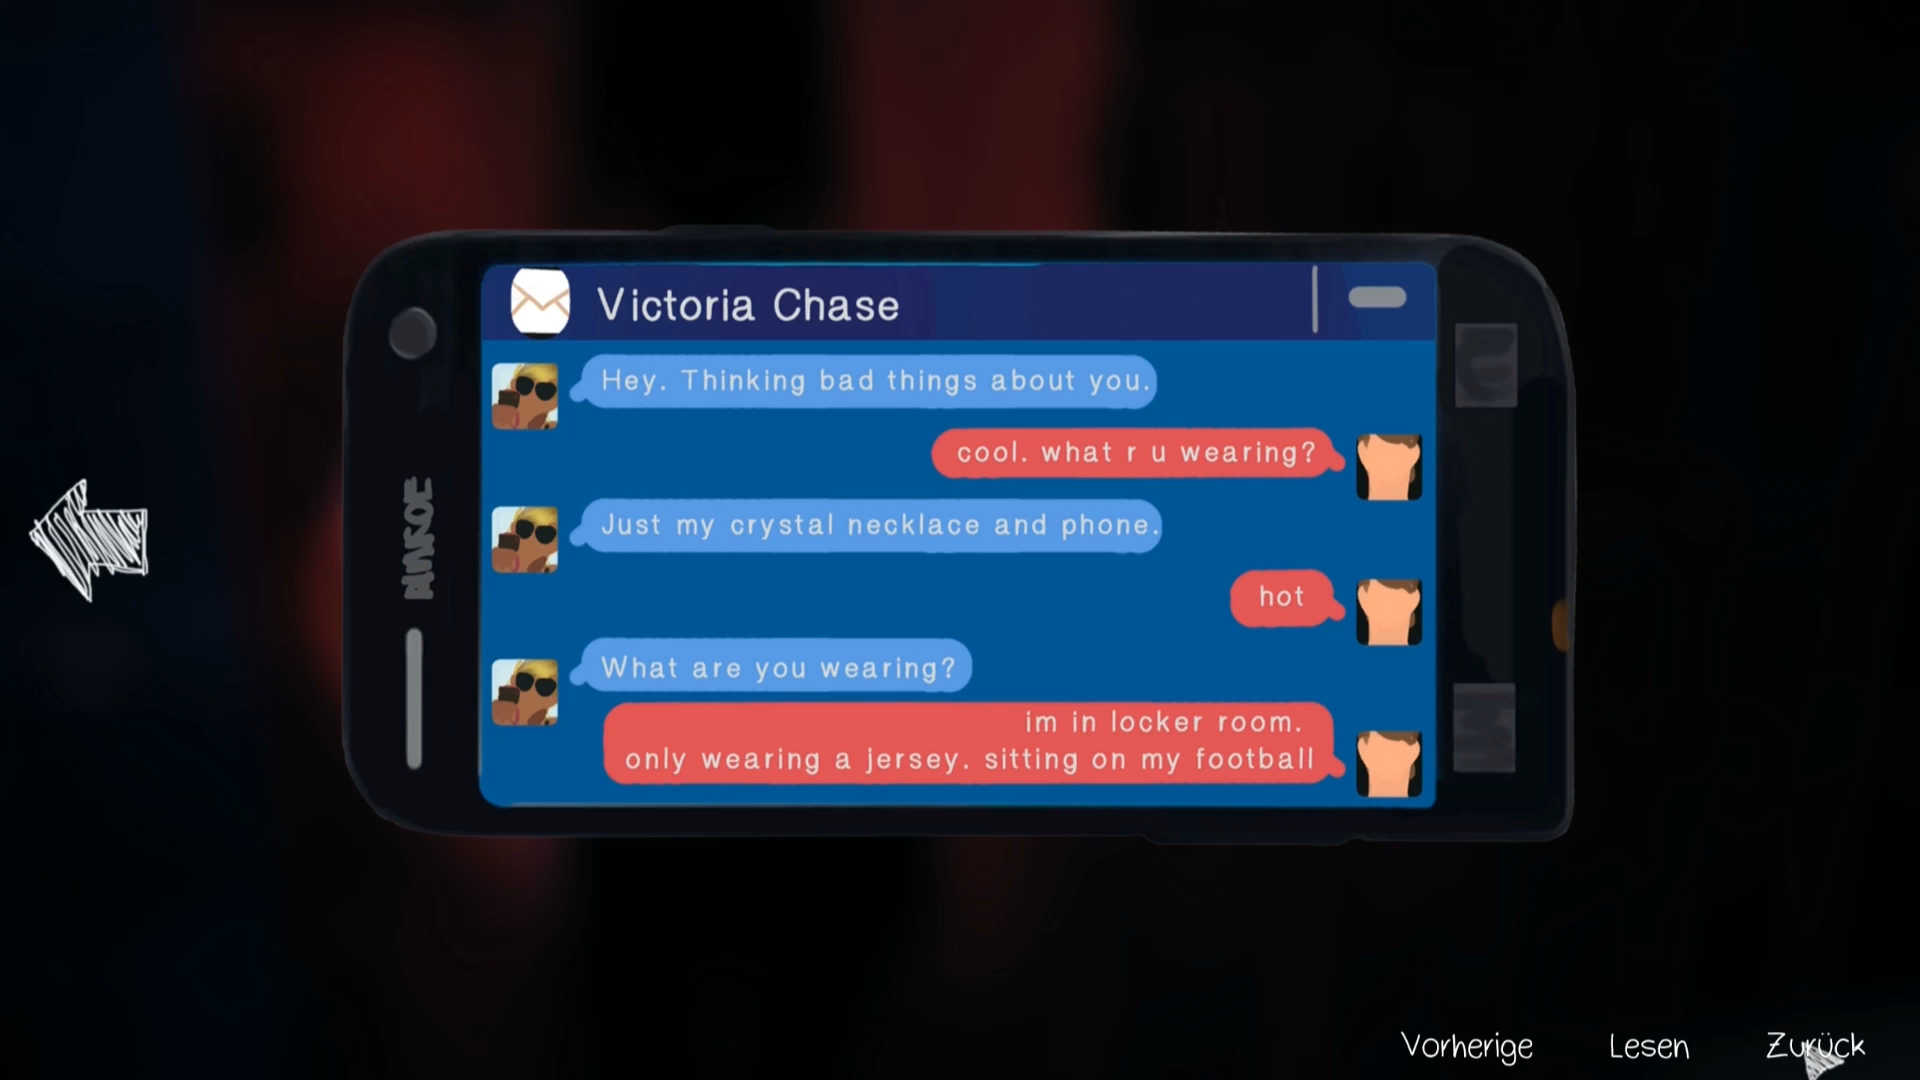 Victoria Chase
Hey. Thinking bad things about you.
cool. what r u wearing?
Just my crystal necklace and phone.
hot
What are you wearing?
im in locker room.
only wearing a jersey. sitting on my football
Vorherige
Lesen
Zurück